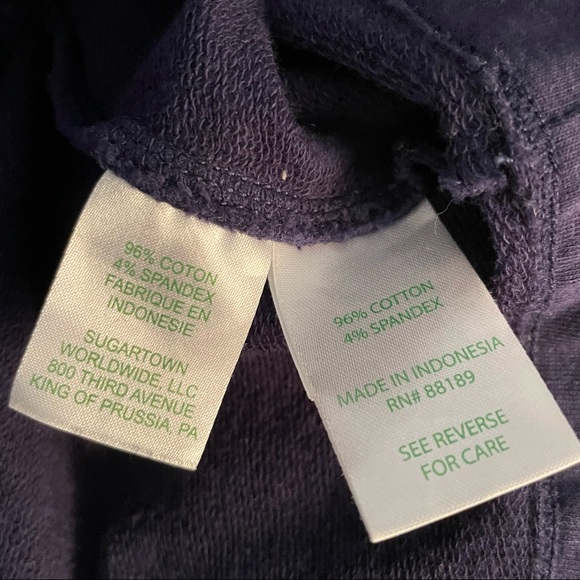 96% COTON
4% SPANDEX
FABRIQUE EN
INDONESIE
SUGARTOWN
WORLDWIDE, LLC
800 THIRD AVENUE
KING OF PRUSSIA, PA
96% COTTON
4% SPANDEX
MADE IN INDONESIA
RN# 88189
SEE REVERSE
FOR CARE